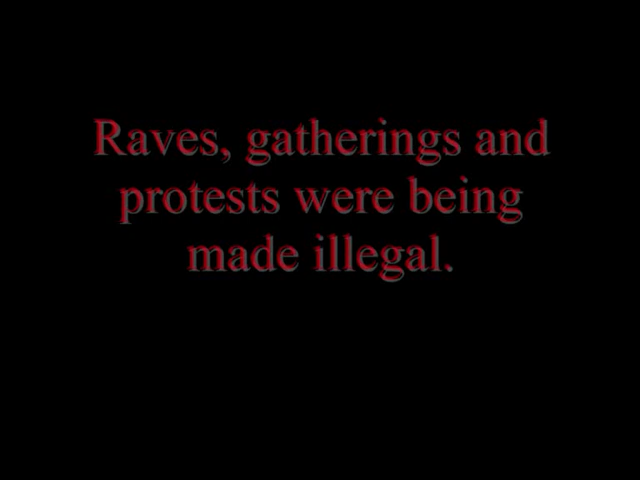 Raves, gatherings and
protests were being
made illegal.